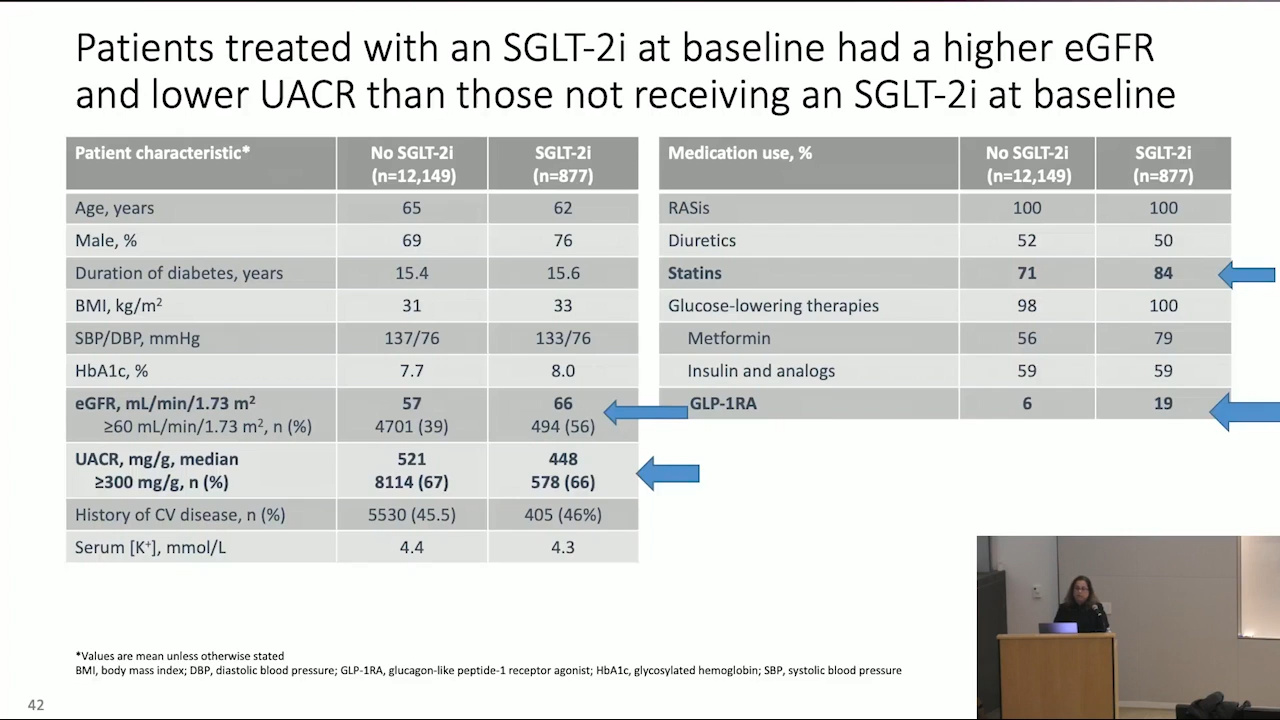 Patients treated with an SGLT-2i at baseline had a higher eGFR
and lower UACR than those not receiving an SGLT-2i at baseline
Patient characteristic* No SGLT-2i (n=12,149) SGLT-2i (n=877)
Age, years 65 62
Male, % 69 76
Duration of diabetes, years 15.4 15.6
BMI, kg/m² 31 33
SBP/DBP, mmHg 137/76 133/76
HbA1c, % 7.7 8.0
eGFR, mL/min/1.73 m² 57 66
≥60 mL/min/1.73 m², n (%) 4701 (39) 494 (56)
UACR, mg/g, median 521 448
≥300 mg/g, n (%) 8114 (67) 578 (66)
History of CV disease, n (%) 5530 (45.5) 405 (46%)
Serum [K⁺], mmol/L 4.4 4.3
Medication use, % No SGLT-2i (n=12,149) SGLT-2i (n=877)
RASis 100 100
Diuretics 52 50
Statins 71 84
Glucose-lowering therapies 98 100
Metformin 56 79
Insulin and analogs 59 59
GLP-1RA 6 19
*Values are mean unless otherwise stated
BMI, body mass index; DBP, diastolic blood pressure; GLP-1RA, glucagon-like peptide-1 receptor agonist; HbA1c, glycosylated hemoglobin; SBP, systolic blood pressure
42